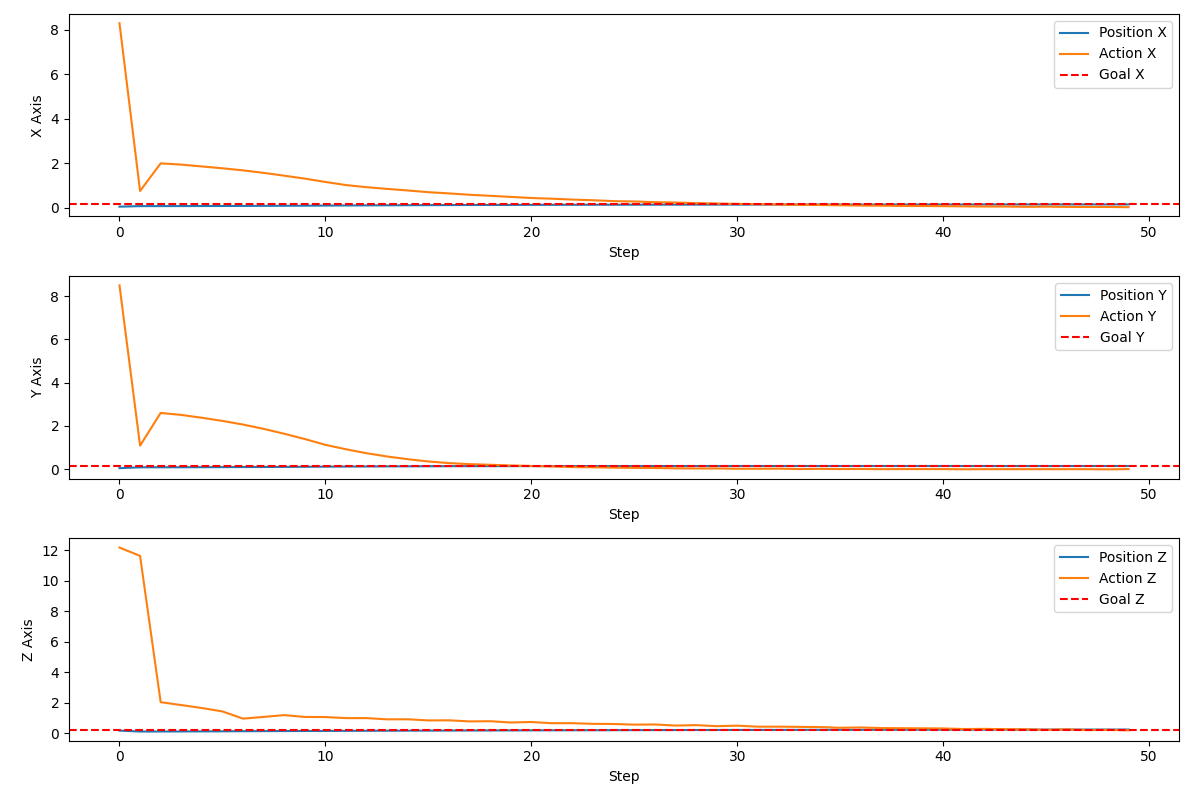 8
6
4
2
0
X Axis
Position X
Action X
Goal X
0 10 20 30 40 50
Step
8
6
4
2
0
Y Axis
Position Y
Action Y
Goal Y
0 10 20 30 40 50
Step
12
10
8
6
4
2
0
Z Axis
Position Z
Action Z
Goal Z
0 10 20 30 40 50
Step